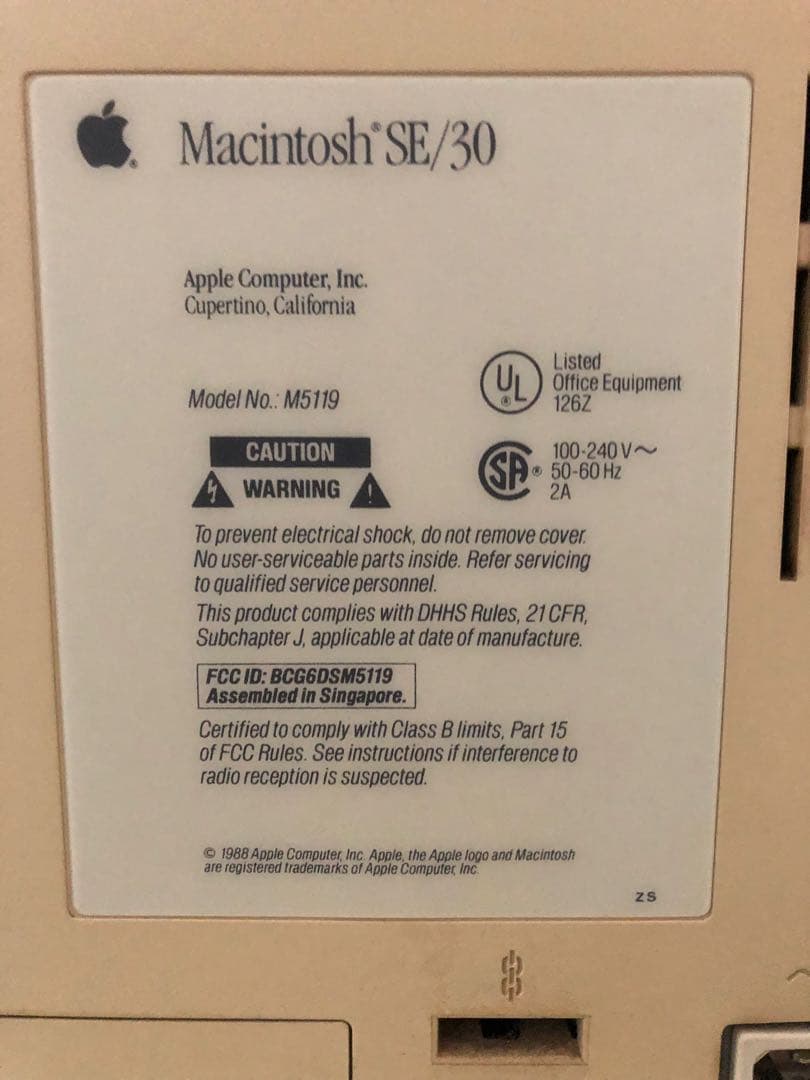 Macintosh® SE/30
Apple Computer, Inc.
Cupertino, California
Model No.: M5119
UL® Listed
Office Equipment
126Z
CAUTION
WARNING
SA® 100-240 V~
50-60 Hz
2A
To prevent electrical shock, do not remove cover.
No user-serviceable parts inside. Refer servicing
to qualified service personnel.
This product complies with DHHS Rules, 21 CFR,
Subchapter J, applicable at date of manufacture.
FCC ID: BCG6DSM5119
Assembled in Singapore.
Certified to comply with Class B limits, Part 15
of FCC Rules. See instructions if interference to
radio reception is suspected.
© 1988 Apple Computer, Inc. Apple, the Apple logo and Macintosh
are registered trademarks of Apple Computer, Inc.
ZS